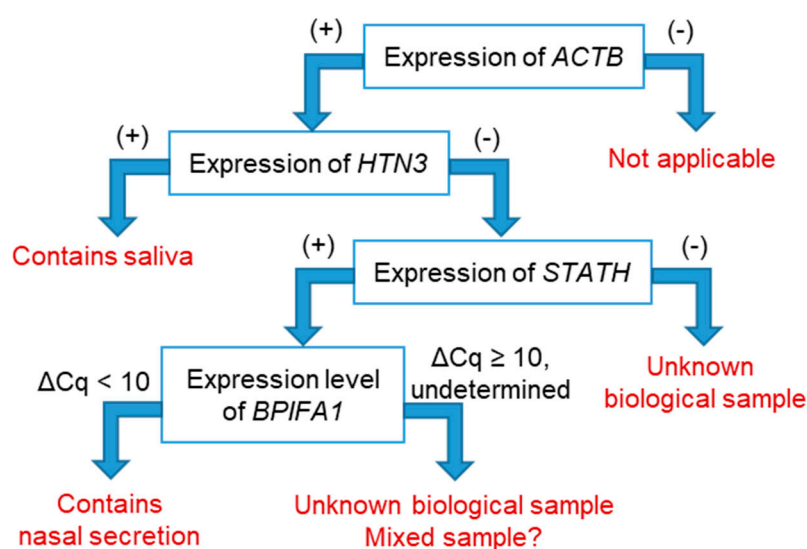 (+)
Expression of ACTB
(-)
(+)
Expression of HTN3
(-)
Not applicable
Contains saliva
(+)
Expression of STATH
(-)
ΔCq < 10
Expression level
of BPIFA1
ΔCq ≥ 10,
undetermined
Unknown
biological sample
Contains
nasal secretion
Unknown biological sample
Mixed sample?